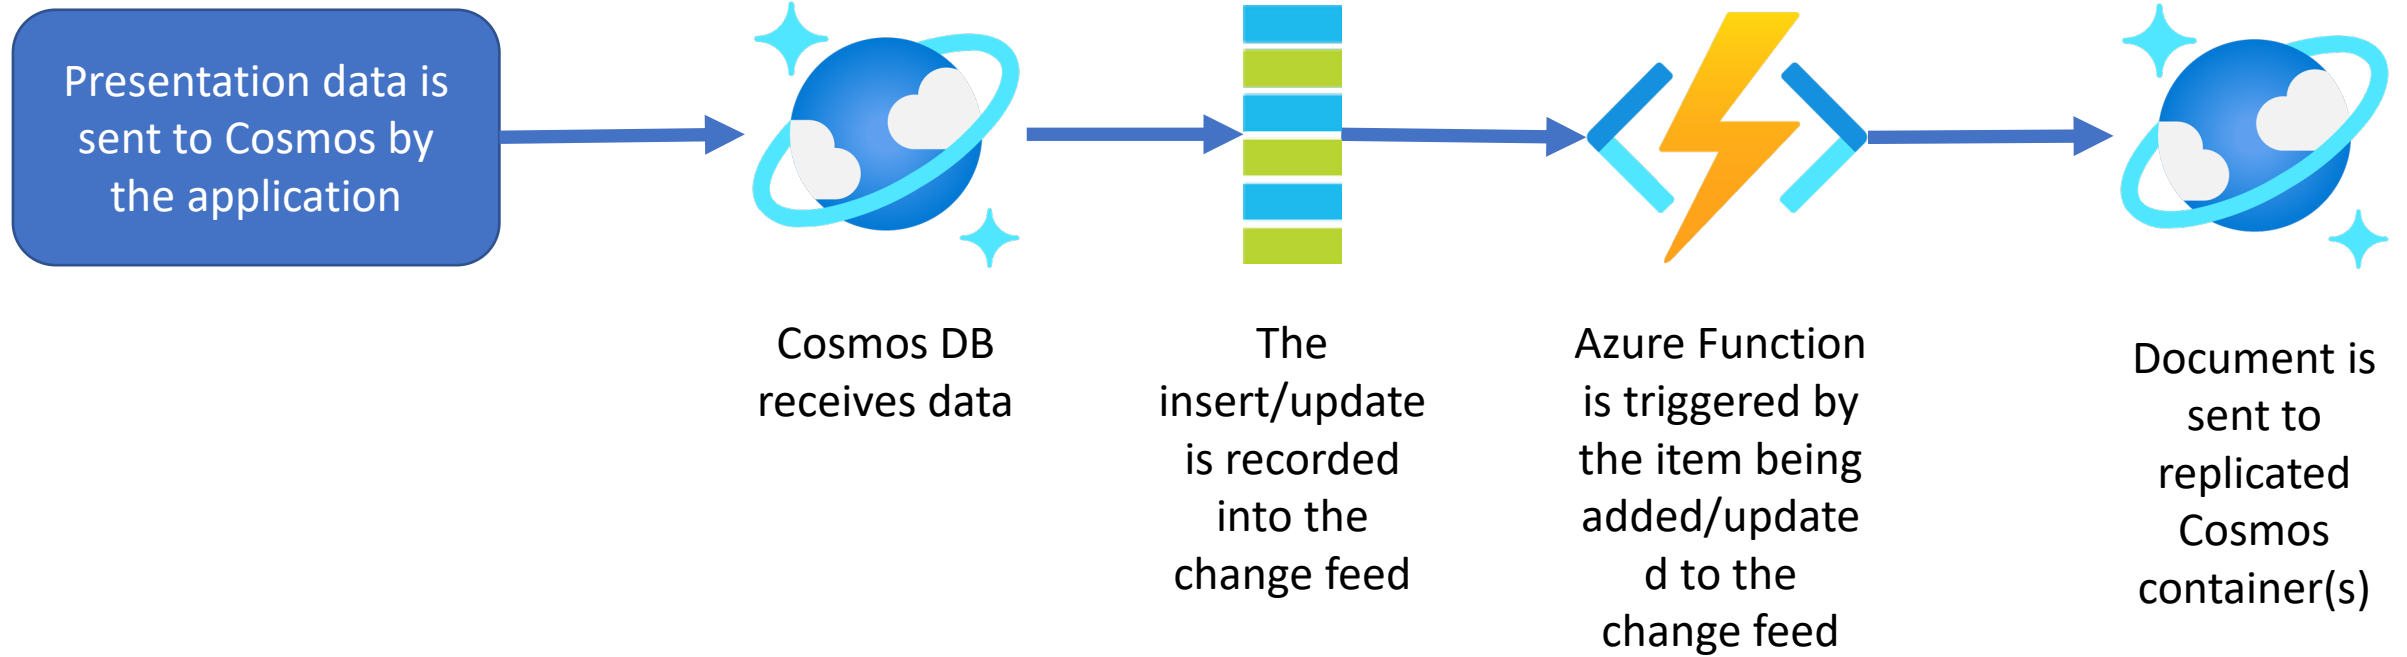 Presentation data is
sent to Cosmos by
the application
Cosmos DB
receives data
The
insert/update
is recorded
into the
change feed
Azure Function
is triggered by
the item being
added/update
d to the
change feed
Document is
sent to
replicated
Cosmos
container(s)